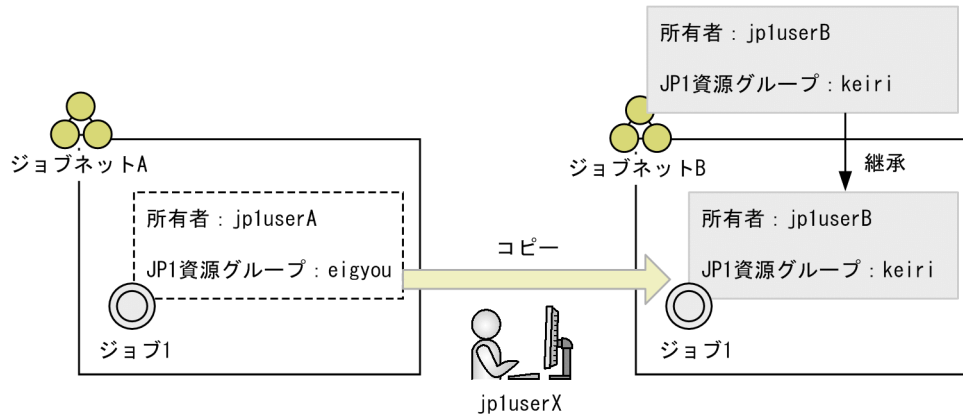 所有者：jp1userB
JP1資源グループ：keiri
ジョブネットA
ジョブネットB
継承
所有者：jp1userA
JP1資源グループ：eigyou
コピー
所有者：jp1userB
JP1資源グループ：keiri
ジョブ1
ジョブ1
jp1userX